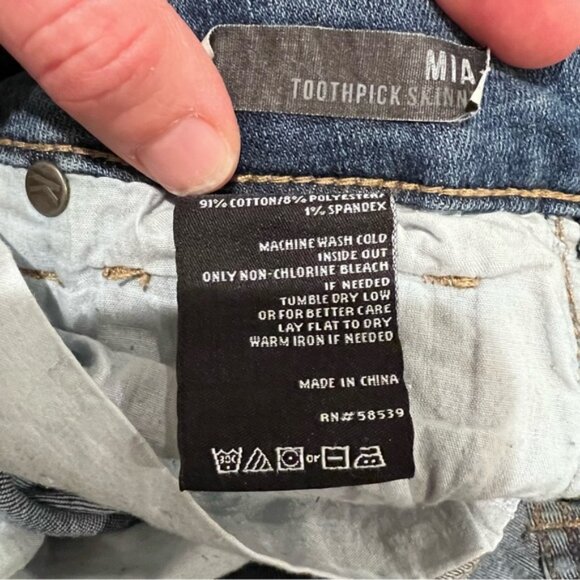 MIA
TOOTHPICK SKINN
91% COTTON/8% POLYESTER/
1% SPANDEX
MACHINE WASH COLD
INSIDE OUT
ONLY NON-CHLORINE BLEACH
IF NEEDED
TUMBLE DRY LOW
OR FOR BETTER CARE
LAY FLAT TO DRY
WARM IRON IF NEEDED
MADE IN CHINA
RN# 58539
or